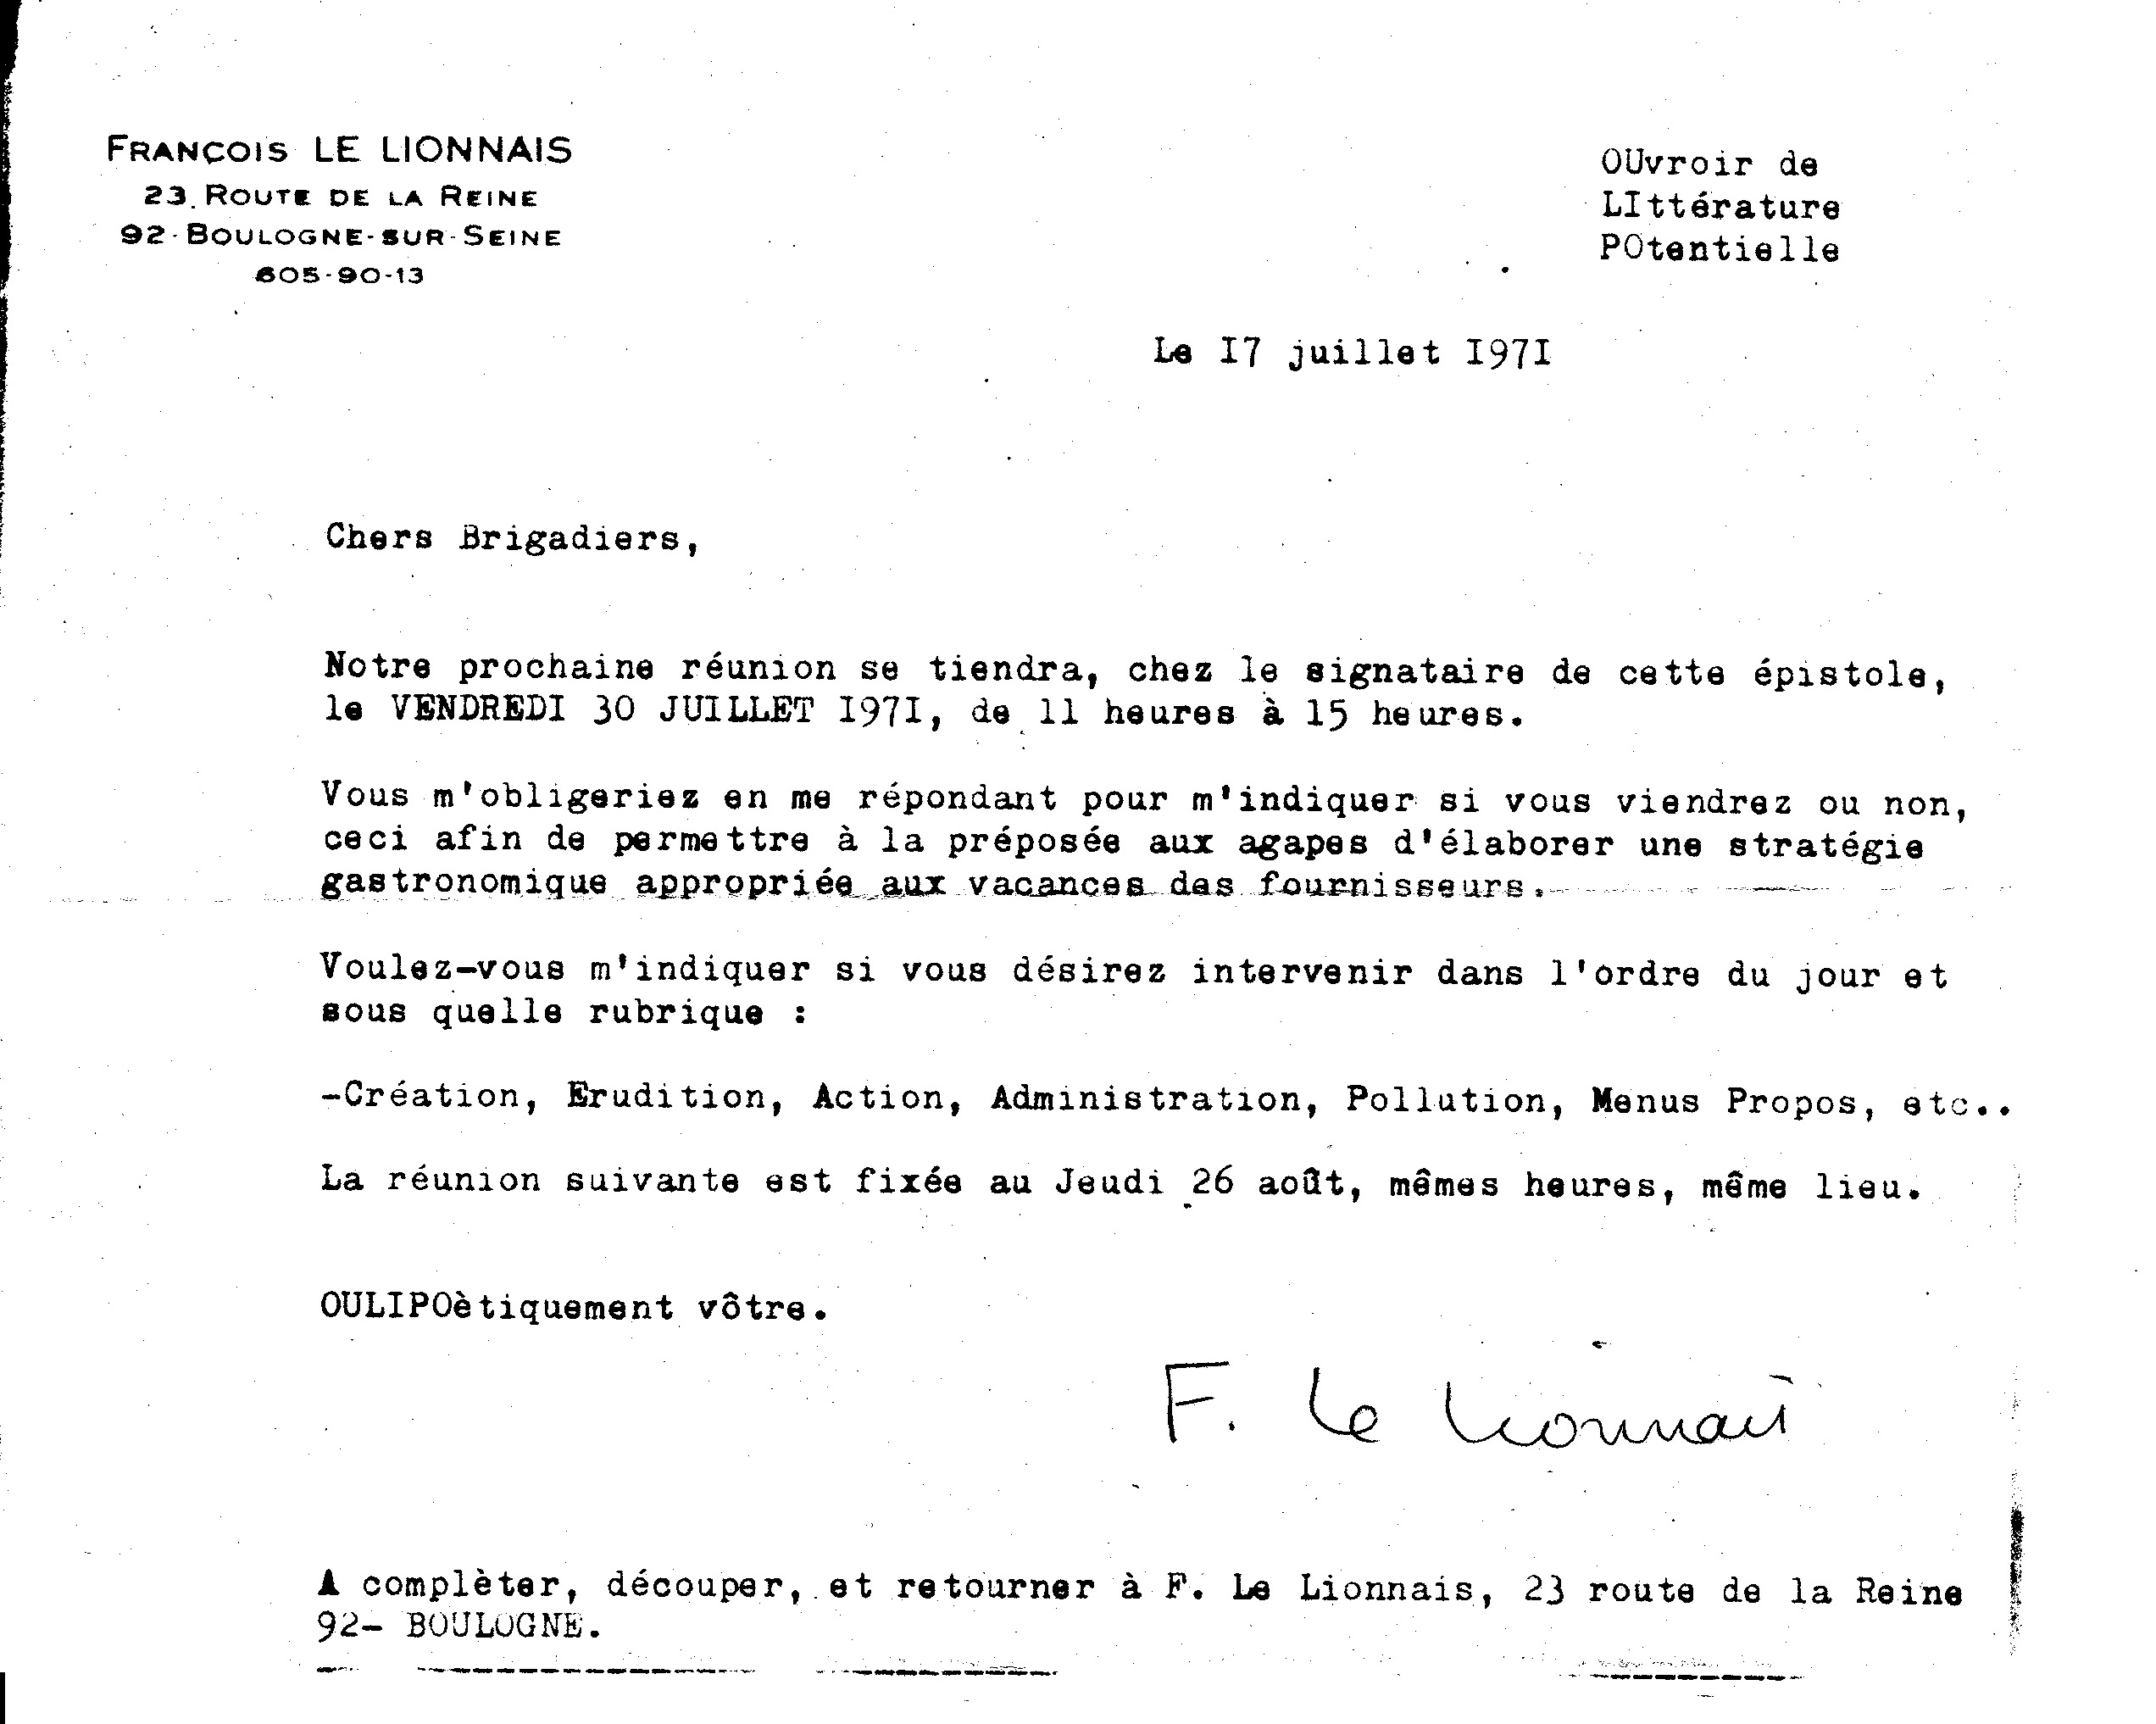 FRANÇOIS LE LIONNAIS
23. ROUTE DE LA REINE
92-BOULOGNE-SUR-SEINE
605-90-13
OUvroir de
LIttérature
POtentielle
Le I7 juillet I97I
Chers Brigadiers,
Notre prochaine réunion se tiendra, chez le signataire de cette épistole,
le VENDREDI 30 JUILLET I97I, de 11 heures à 15 heures.
Vous m'obligeriez en me répondant pour m'indiquer si vous viendrez ou non,
ceci afin de permettre à la préposée aux agapes d'élaborer une stratégie
gastronomique appropriée aux vacances des fournisseurs.
Voulez-vous m'indiquer si vous désirez intervenir dans l'ordre du jour et
sous quelle rubrique :
-Création, Erudition, Action, Administration, Pollution, Menus Propos, etc..
La réunion suivante est fixée au Jeudi 26 août, mêmes heures, même lieu.
OULIPOètiquement vôtre.
F. Le Lionnais
A complèter, découper, et retourner à F. Le Lionnais, 23 route de la Reine
92- BOULOGNE.